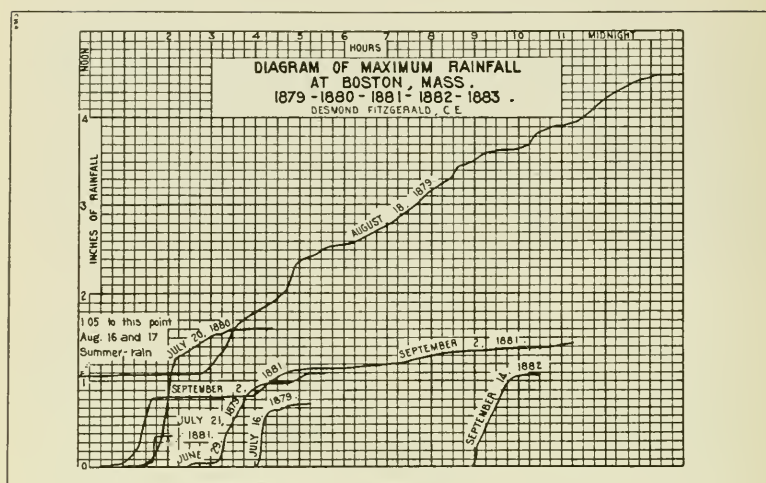 2 3 4 5 6 7 8 9 10 11 MIDNIGHT
HOURS
NOON
DIAGRAM OF MAXIMUM RAINFALL
AT BOSTON, MASS.
1879-1880-1881-1882-1883.
DESMOND FITZGERALD, C.E.
INCHES OF RAINFALL
4
3
2
1
0
AUGUST 18, 1879
1.05 to this point
Aug. 16 and 17
Summer-rain
JULY 20, 1880
SEPTEMBER 2, 1881.
SEPTEMBER 2, 1881
JULY 21,
1881.
JUNE 29, 1879
JULY 16, 1879.
SEPTEMBER 14, 1882